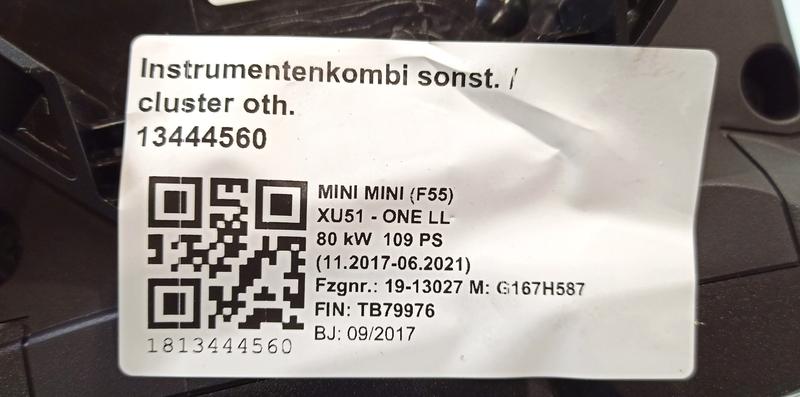 Instrumentenkombi sonst. /
cluster oth.
13444560
MINI MINI (F55)
XU51 - ONE LL
80 kW 109 PS
(11.2017-06.2021)
Fzgnr.: 19-13027 M: G167H587
FIN: TB79976
BJ: 09/2017
1813444560